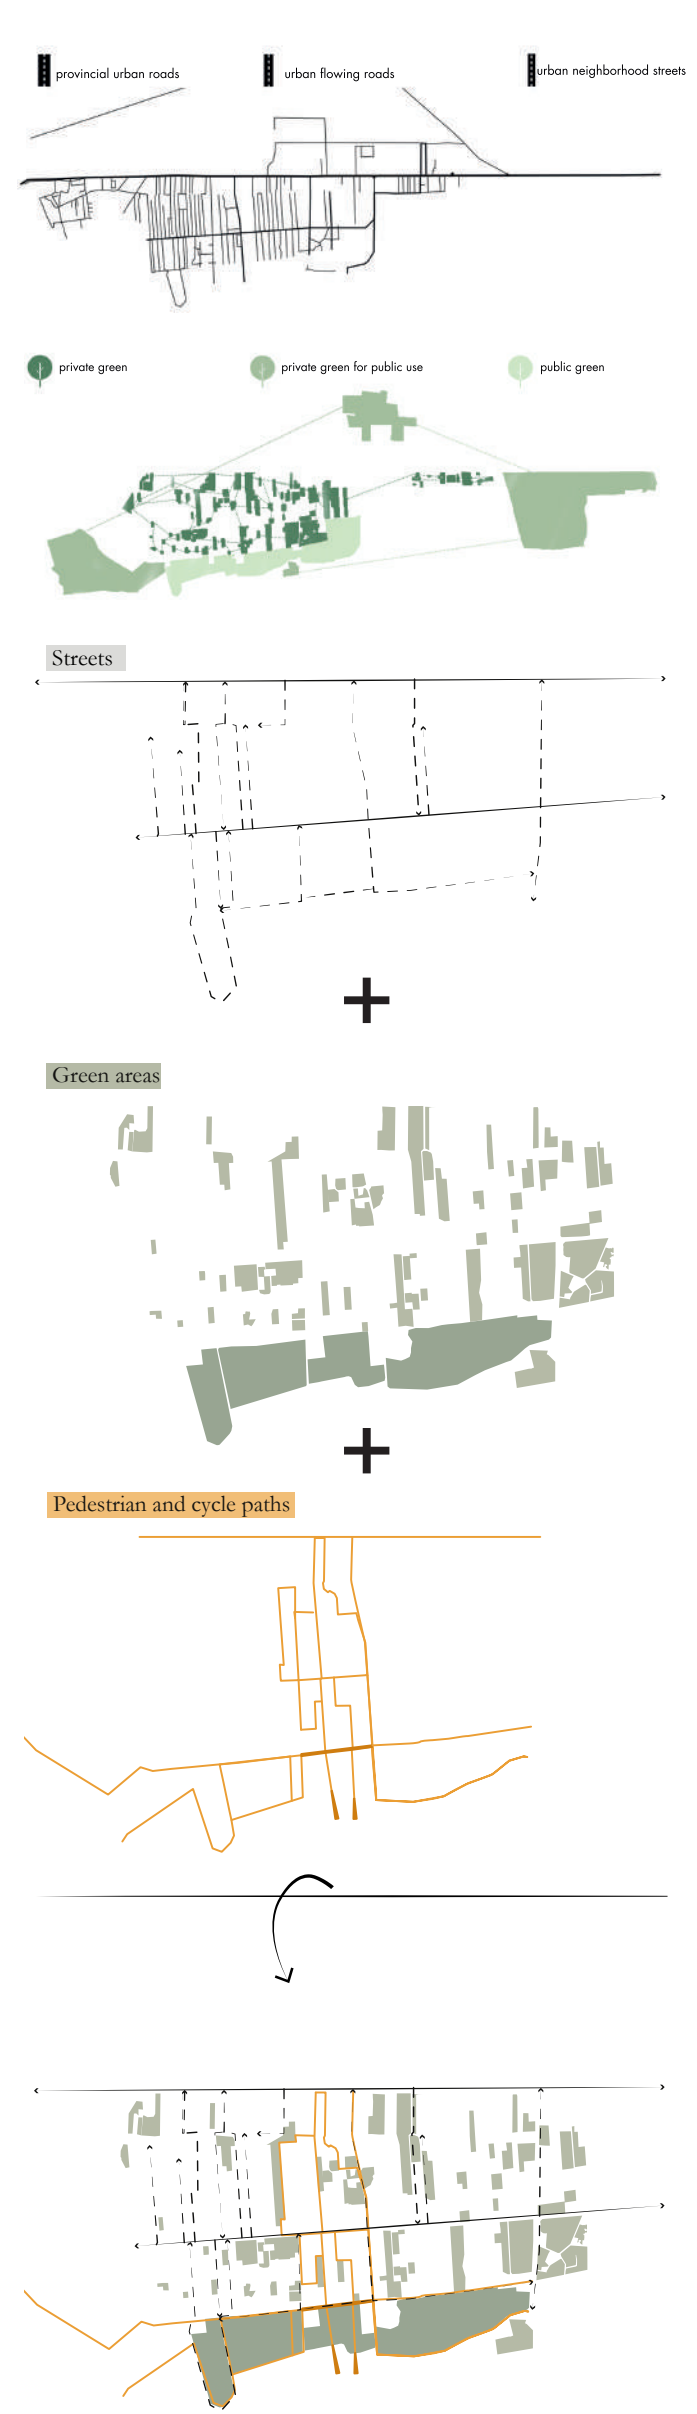 provincial urban roads
urban flowing roads
urban neighborhood streets
private green
private green for public use
public green
Streets
Green areas
Pedestrian and cycle paths